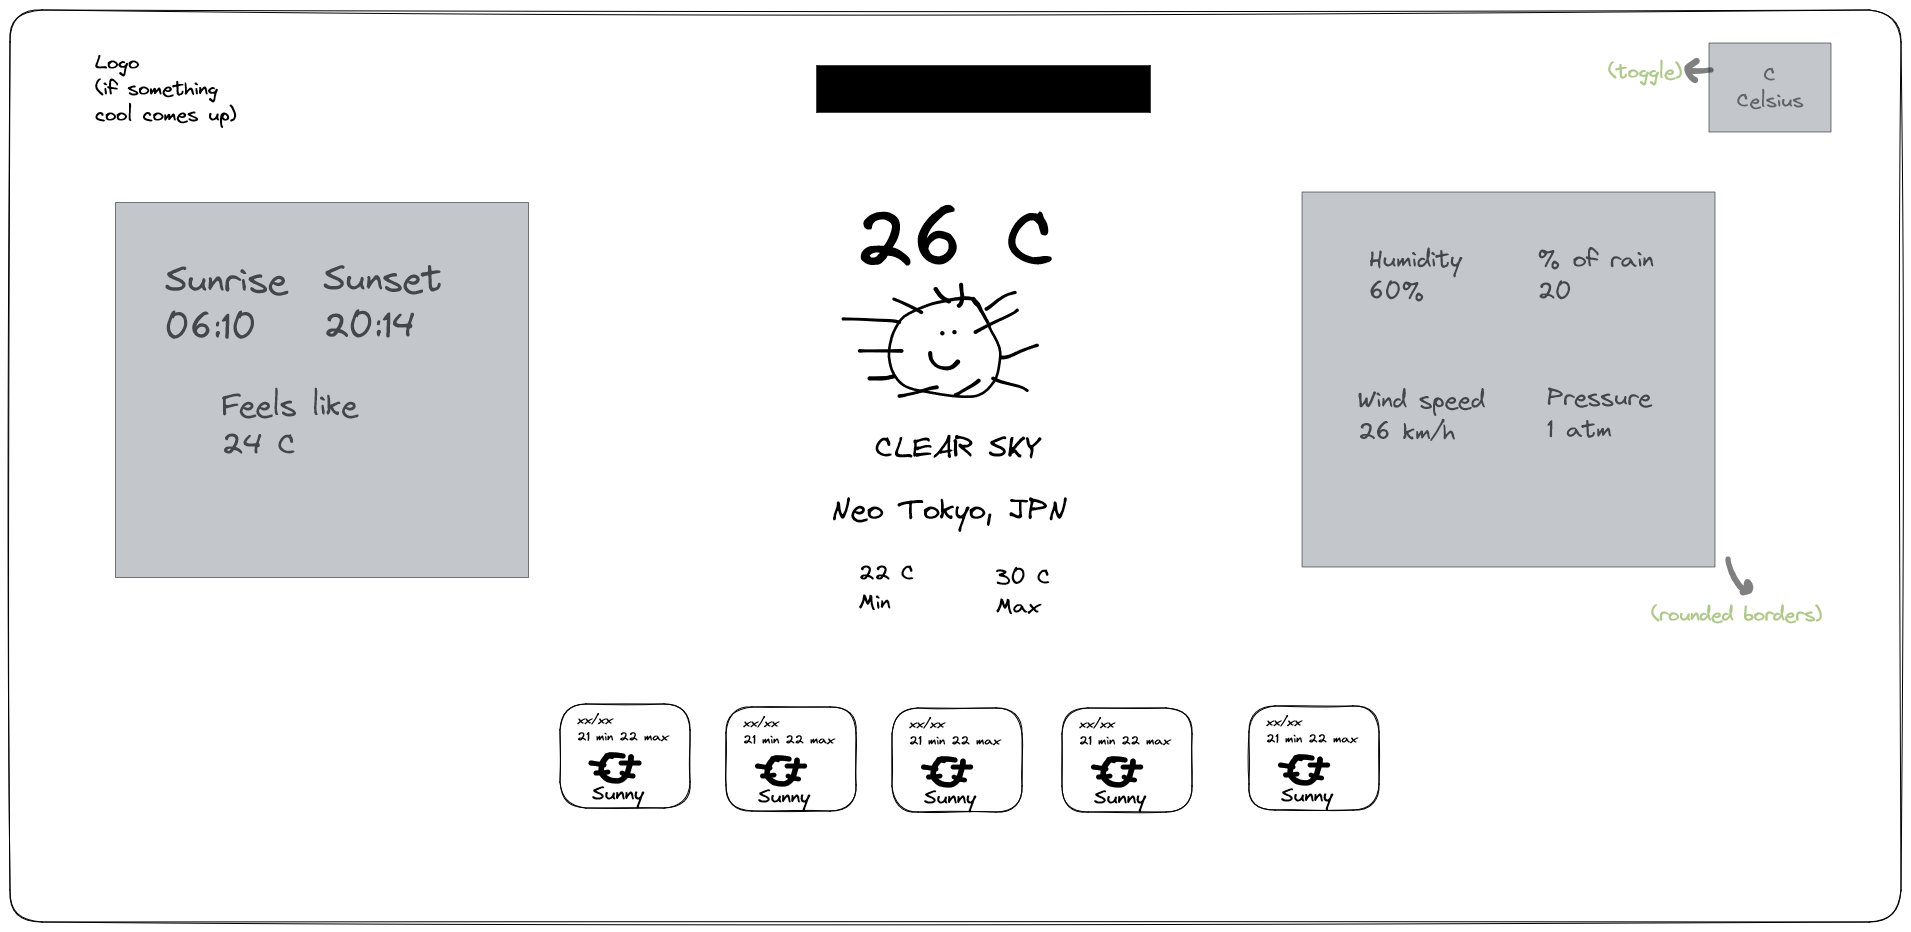 Logo
(if something
cool comes up)
(toggle)
C
Celsius
26 C
Sunrise Sunset
06:10 20:14
Feels like
24 C
CLEAR SKY
Neo Tokyo, JPN
22 C 30 C
Min Max
Humidity % of rain
60% 20
Wind speed Pressure
26 km/h 1 atm
(rounded borders)
xx/xx
21 min 22 max
Sunny
xx/xx
21 min 22 max
Sunny
xx/xx
21 min 22 max
Sunny
xx/xx
21 min 22 max
Sunny
xx/xx
21 min 22 max
Sunny